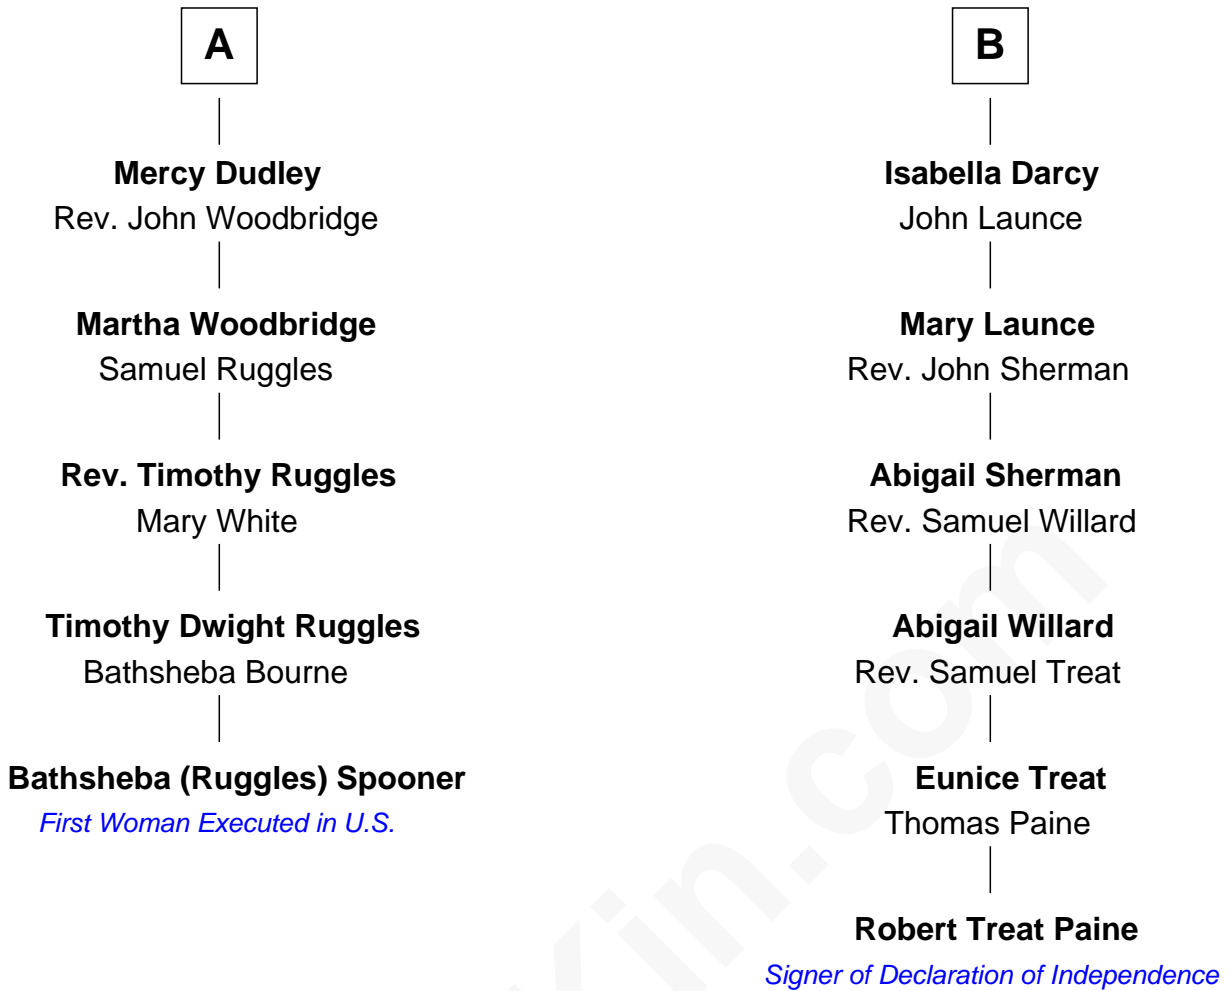 A
Mercy Dudley
Rev. John Woodbridge
Martha Woodbridge
Samuel Ruggles
Rev. Timothy Ruggles
Mary White
Timothy Dwight Ruggles
Bathsheba Bourne
Bathsheba (Ruggles) Spooner
First Woman Executed in U.S.
B
Isabella Darcy
John Launce
Mary Launce
Rev. John Sherman
Abigail Sherman
Rev. Samuel Willard
Abigail Willard
Rev. Samuel Treat
Eunice Treat
Thomas Paine
Robert Treat Paine
Signer of Declaration of Independence
Kin.com